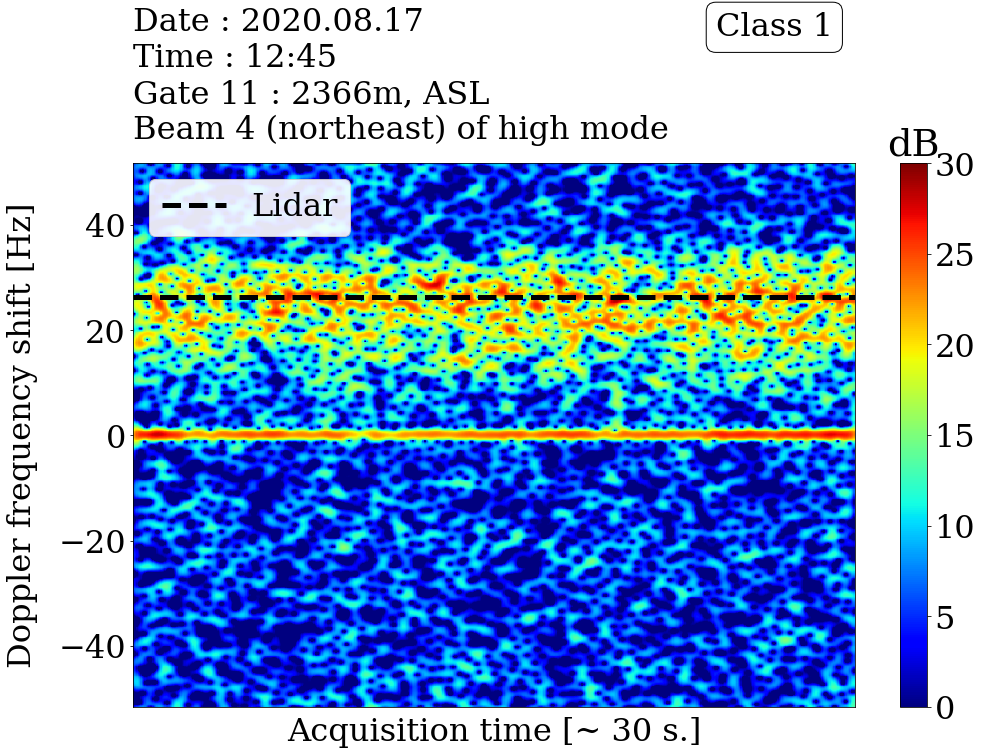 Date : 2020.08.17
Time : 12:45
Gate 11 : 2366m, ASL
Beam 4 (northeast) of high mode
Class 1
dB
Lidar
Doppler frequency shift [Hz]
40
20
0
−20
−40
Acquisition time [~ 30 s.]
30
25
20
15
10
5
0